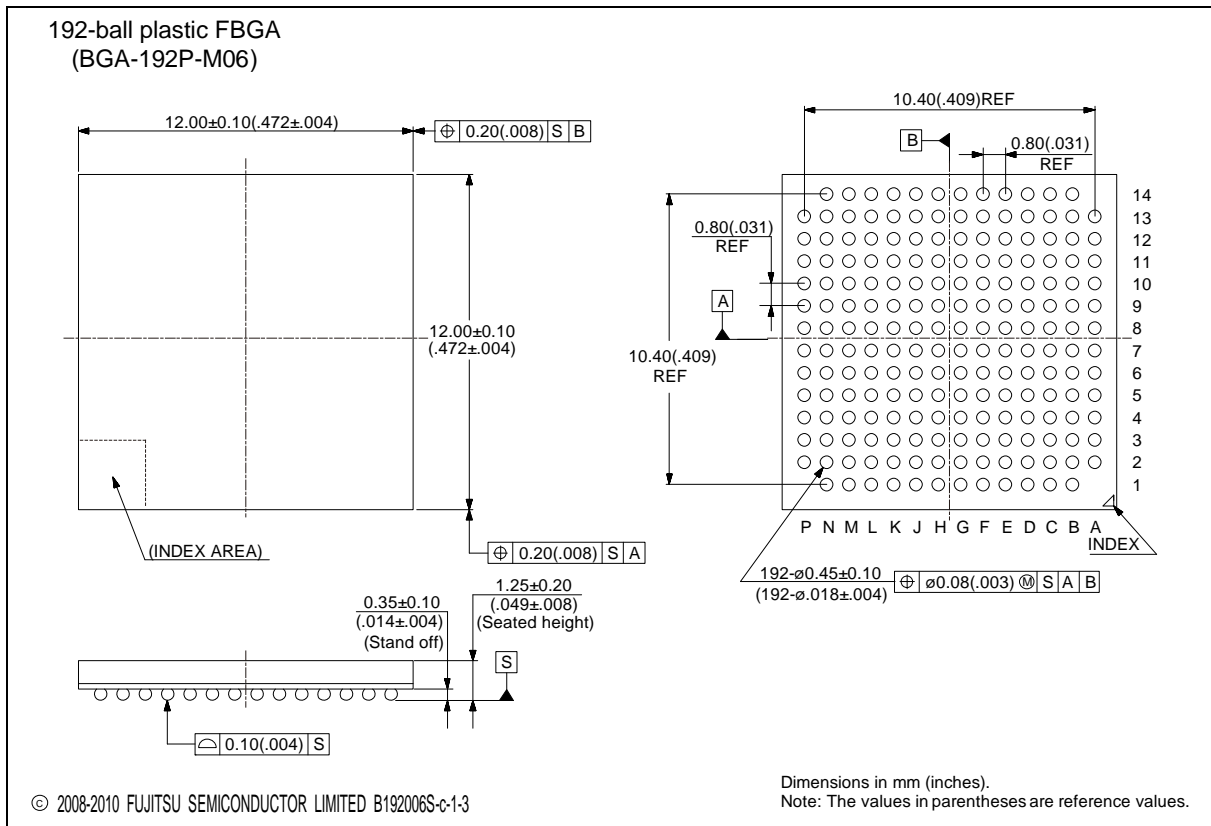 192-ball plastic FBGA
(BGA-192P-M06)
12.00±0.10(.472±.004)
⌖ 0.20(.008) S B
12.00±0.10
(.472±.004)
(INDEX AREA)
⌖ 0.20(.008) S A
10.40(.409)REF
B
0.80(.031)
REF
0.80(.031)
REF
A
10.40(.409)
REF
14
13
12
11
10
9
8
7
6
5
4
3
2
1
P N M L K J H G F E D C B A
INDEX
192-ø0.45±0.10
(192-ø.018±.004)
⌖ ø0.08(.003) Ⓜ S A B
0.35±0.10
(.014±.004)
(Stand off)
1.25±0.20
(.049±.008)
(Seated height)
S
⌓ 0.10(.004) S
© 2008-2010 FUJITSU SEMICONDUCTOR LIMITED B192006S-c-1-3
Dimensions in mm (inches).
Note: The values in parentheses are reference values.